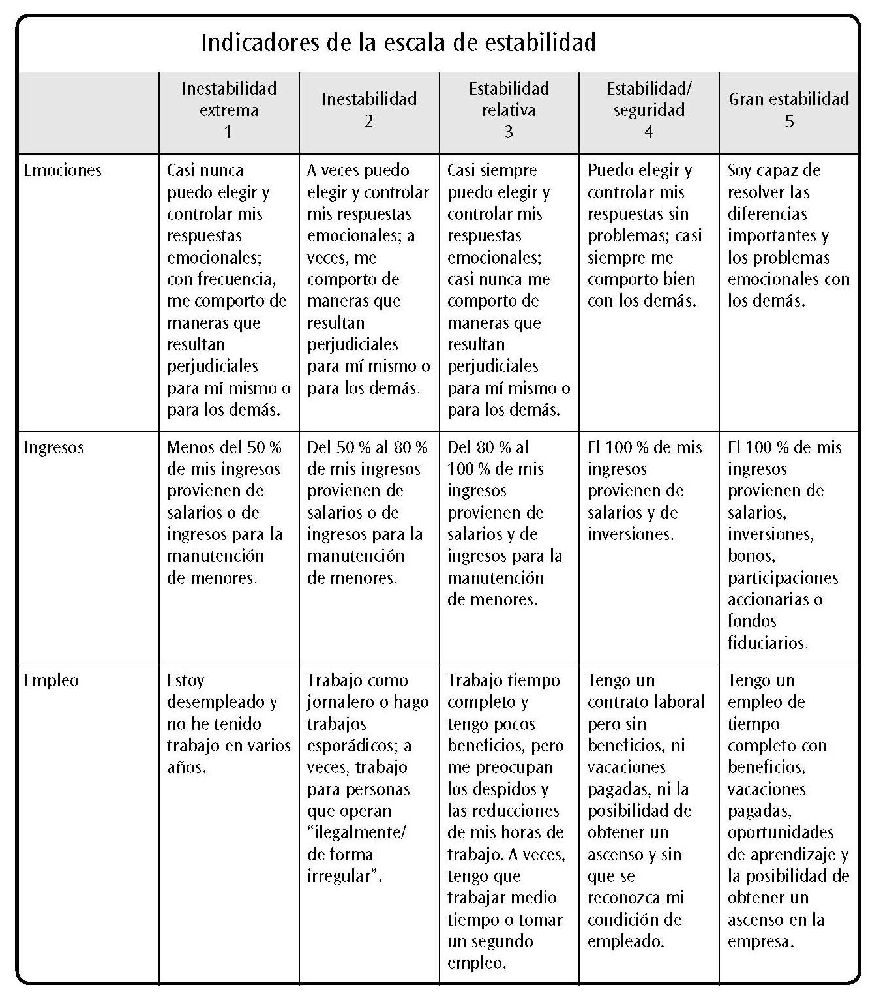 Indicadores de la escala de estabilidad
Inestabilidad
extrema
1
Inestabilidad
2
Estabilidad
relativa
3
Estabilidad/
seguridad
4
Gran estabilidad
5
Emociones
Casi nunca
puedo elegir y
controlar mis
respuestas
emocionales;
con frecuencia,
me comporto de
maneras que
resultan
perjudiciales
para mí mismo o
para los demás.
A veces puedo
elegir y controlar
mis respuestas
emocionales; a
veces, me
comporto de
maneras que
resultan
perjudiciales
para mí mismo o
para los demás.
Casi siempre
puedo elegir y
controlar mis
respuestas
emocionales;
casi nunca me
comporto de
maneras que
resultan
perjudiciales
para mí mismo o
para los demás.
Puedo elegir y
controlar mis
respuestas sin
problemas; casi
siempre me
comporto bien
con los demás.
Soy capaz de
resolver las
diferencias
importantes y
los problemas
emocionales con
los demás.
Ingresos
Menos del 50 %
de mis ingresos
provienen de
salarios o de
ingresos para la
manutención
de menores.
Del 50 % al 80 %
de mis ingresos
provienen de
salarios o de
ingresos para la
manutención
de menores.
Del 80 % al
100 % de mis
ingresos
provienen de
salarios y de
ingresos para la
manutención
de menores.
El 100 % de mis
ingresos
provienen de
salarios y de
inversiones.
El 100 % de mis
ingresos
provienen de
salarios,
inversiones,
bonos,
participaciones
accionarias o
fondos
fiduciarios.
Empleo
Estoy
desempleado y
no he tenido
trabajo en varios
años.
Trabajo como
jornalero o hago
trabajos
esporádicos; a
veces, trabajo
para personas
que operan
“ilegalmente/
de forma
irregular”.
Trabajo tiempo
completo y
tengo pocos
beneficios, pero
me preocupan
los despidos y
las reducciones
de mis horas de
trabajo. A veces,
tengo que
trabajar medio
tiempo o tomar
un segundo
empleo.
Tengo un
contrato laboral
pero sin
beneficios, ni
vacaciones
pagadas, ni la
posibilidad de
obtener un
ascenso y sin
que se
reconozca mi
condición de
empleado.
Tengo un
empleo de
tiempo
completo con
beneficios,
vacaciones
pagadas,
oportunidades
de aprendizaje y
la posibilidad de
obtener un
ascenso en la
empresa.